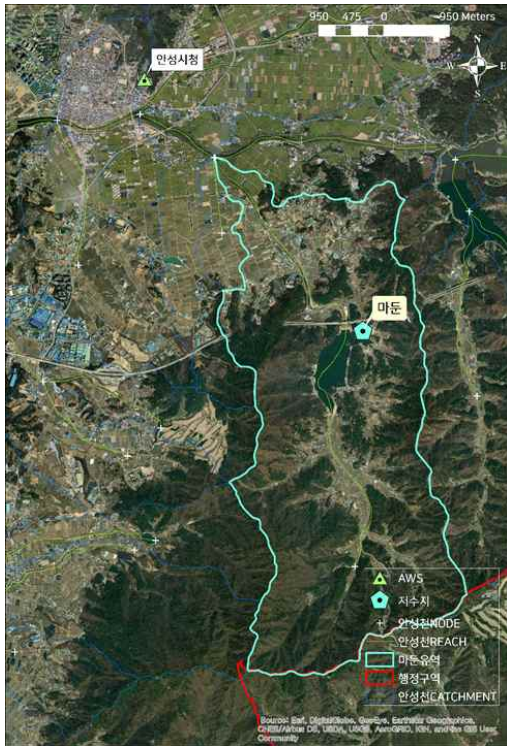 950 475 0 950 Meters
N
W E
S
안성시청
마둔
AWS
저수지
안성천NODE
안성천REACH
마둔유역
행정구역
안성천CATCHMENT
Source: Esri, DigitalGlobe, GeoEye, Earthstar Geographics,
CNES/Airbus DS, USDA, USGS, AeroGRID, IGN, and the GIS User
Community